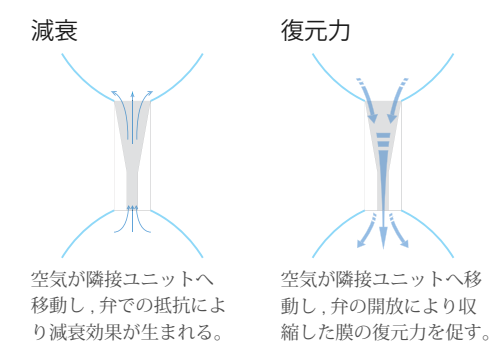 減衰
空気が隣接ユニットへ
移動し , 弁での抵抗によ
り減衰効果が生まれる。
復元力
空気が隣接ユニットへ移
動し , 弁の開放により収
縮した膜の復元力を促す。